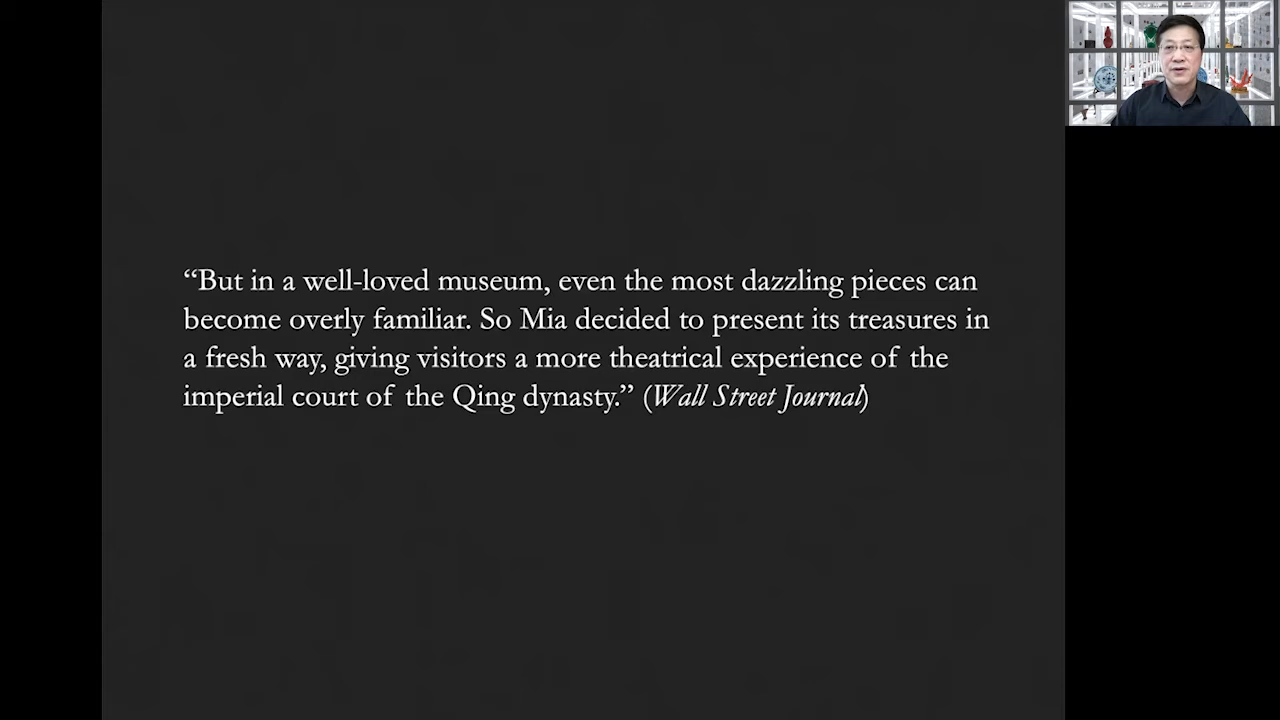 “But in a well-loved museum, even the most dazzling pieces can
become overly familiar. So Mia decided to present its treasures in
a fresh way, giving visitors a more theatrical experience of the
imperial court of the Qing dynasty.” (Wall Street Journal)